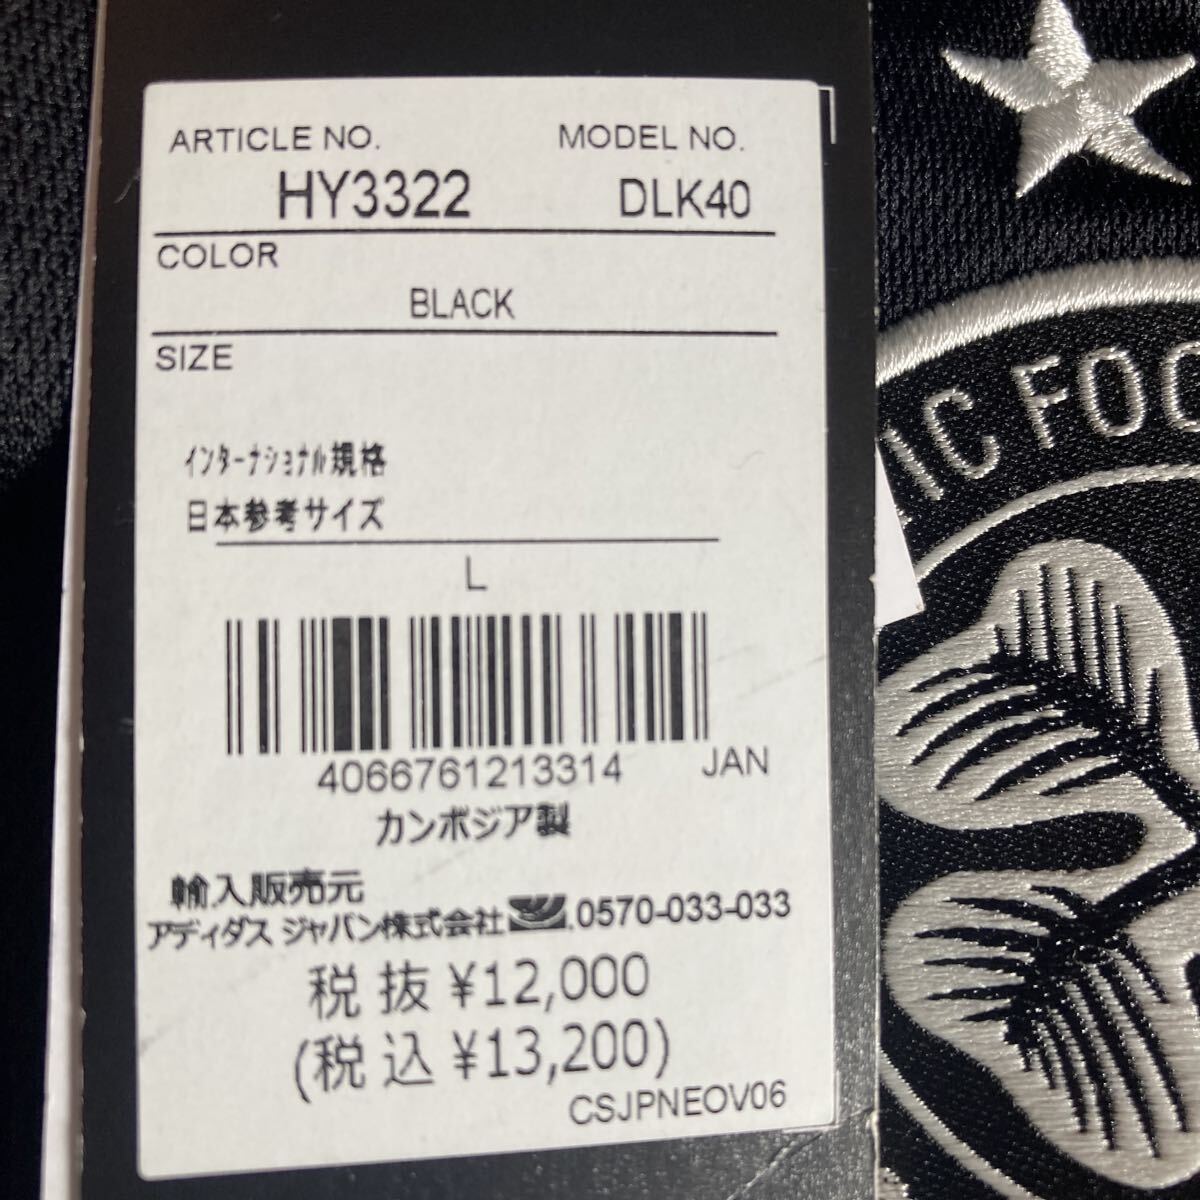 ARTICLE NO. MODEL NO.
HY3322 DLK40
COLOR
BLACK
SIZE
インターナショナル規格
日本参考サイズ
L
4066761213314 JAN
カンボジア製
輸入販売元
アディダス ジャパン株式会社 0570-033-033
税 抜 ¥12,000
(税 込 ¥13,200)
CSJPNEOV06
IC FOO